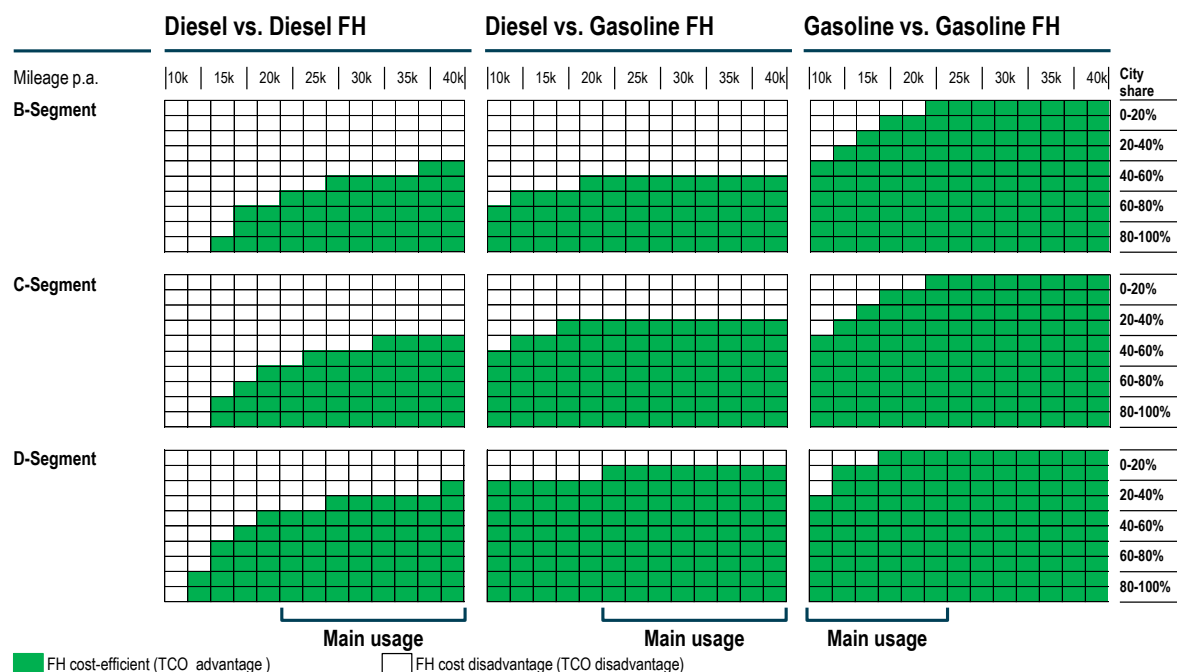 Diesel vs. Diesel FH Diesel vs. Gasoline FH Gasoline vs. Gasoline FH
Mileage p.a. 10k 15k 20k 25k 30k 35k 40k 10k 15k 20k 25k 30k 35k 40k 10k 15k 20k 25k 30k 35k 40k City share
B-Segment
0-20%
20-40%
40-60%
60-80%
80-100%
C-Segment
0-20%
20-40%
40-60%
60-80%
80-100%
D-Segment
0-20%
20-40%
40-60%
60-80%
80-100%
Main usage Main usage Main usage
FH cost-efficient (TCO advantage ) FH cost disadvantage (TCO disadvantage)